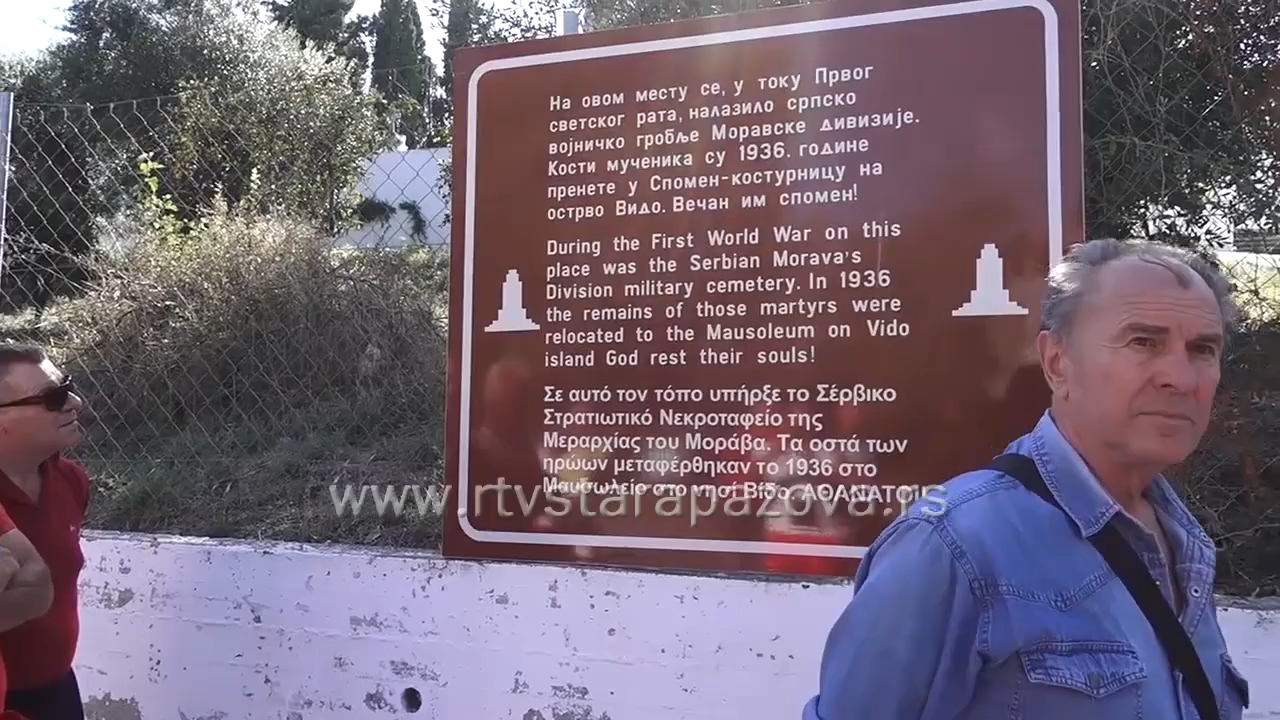 На овом месту се, у току Првог
светског рата, налазило српско
војничко гробље Моравске дивизије.
Кости мученика су 1936. године
пренете у Спомен-костурницу на
острво Видо. Вечан им спомен!
During the First World War on this
place was the Serbian Morava's
Division military cemetery. In 1936
the remains of those martyrs were
relocated to the Mausoleum on Vido
island God rest their souls!
Σε αυτό τον τόπο υπήρξε το Σέρβικο
Στρατιωτικό Νεκροταφείο της
Μεραρχίας του Μοράβα. Τα οστά των
ηρώων μεταφέρθηκαν το 1936 στο
Μαυσωλείο στο νησί Βίδο. ΑΘΑΝΑΤΟΙ
www.rtvstarapazova.rs